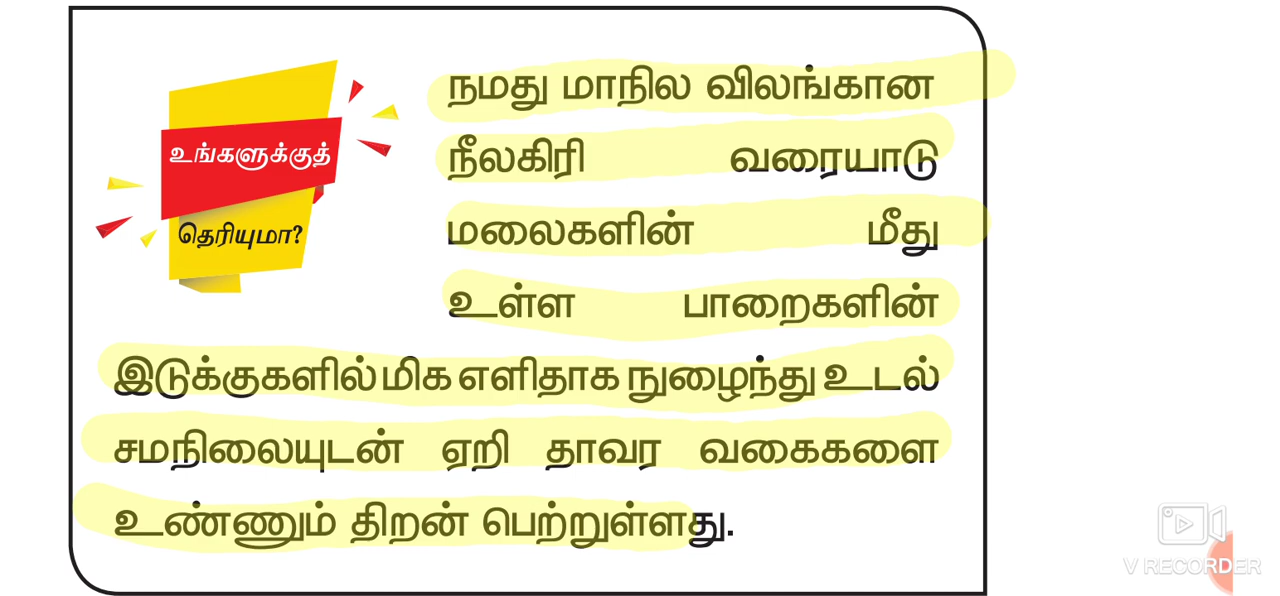 உங்களுக்குத்
தெரியுமா?
நமது மாநில விலங்கான
நீலகிரி வரையாடு
மலைகளின் மீது
உள்ள பாறைகளின்
இடுக்குகளில் மிக எளிதாக நுழைந்து உடல்
சமநிலையுடன் ஏறி தாவர வகைகளை
உண்ணும் திறன் பெற்றுள்ளது.
V RECORDER